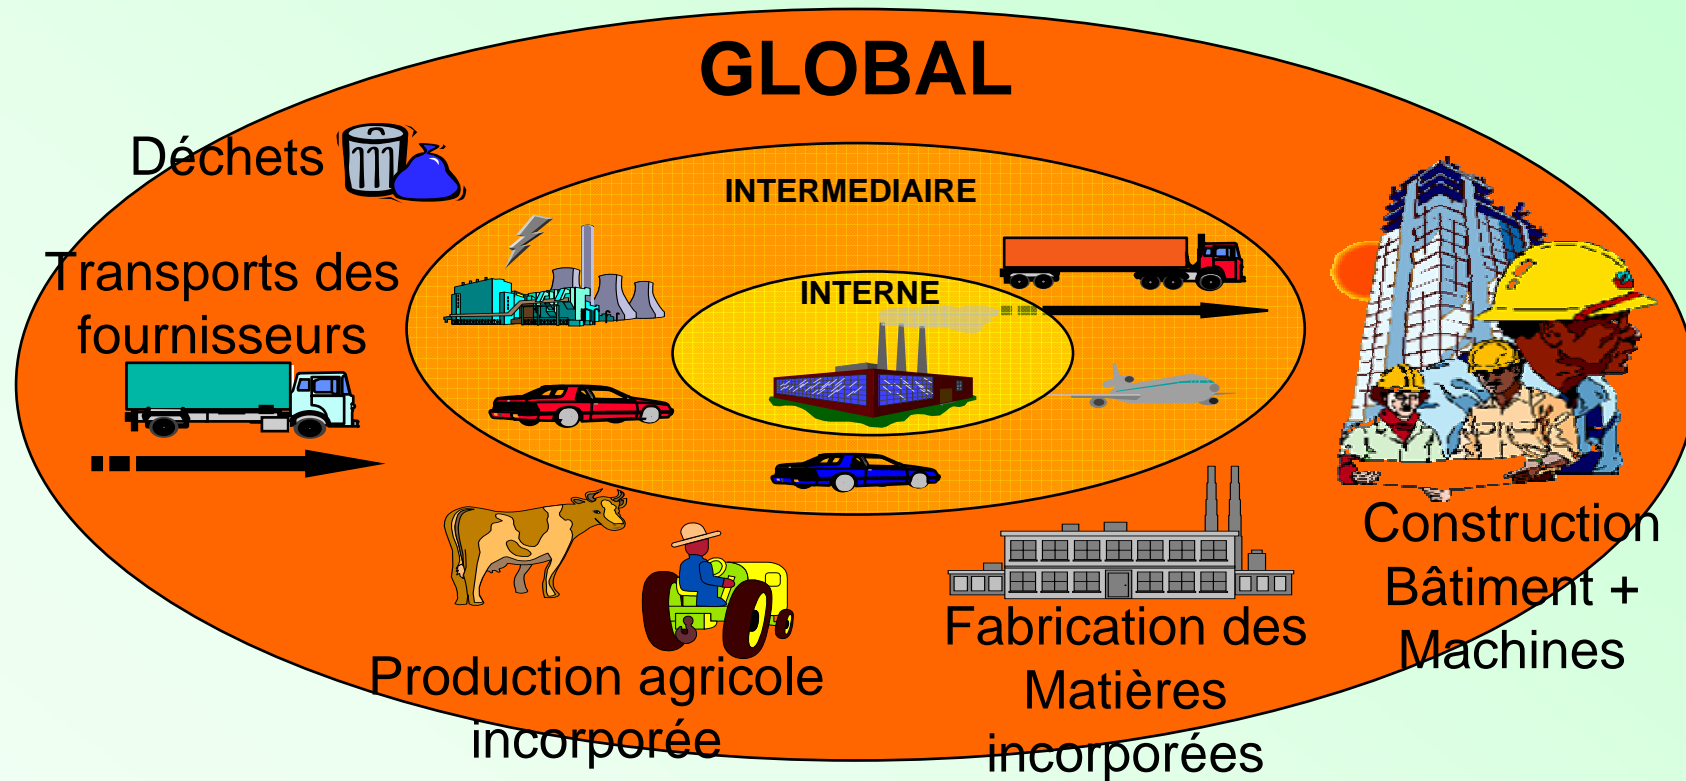 GLOBAL
Déchets
INTERMEDIAIRE
Transports des
fournisseurs
INTERNE
Construction
Bâtiment +
Machines
Fabrication des
Matières
incorporées
Production agricole
incorporée